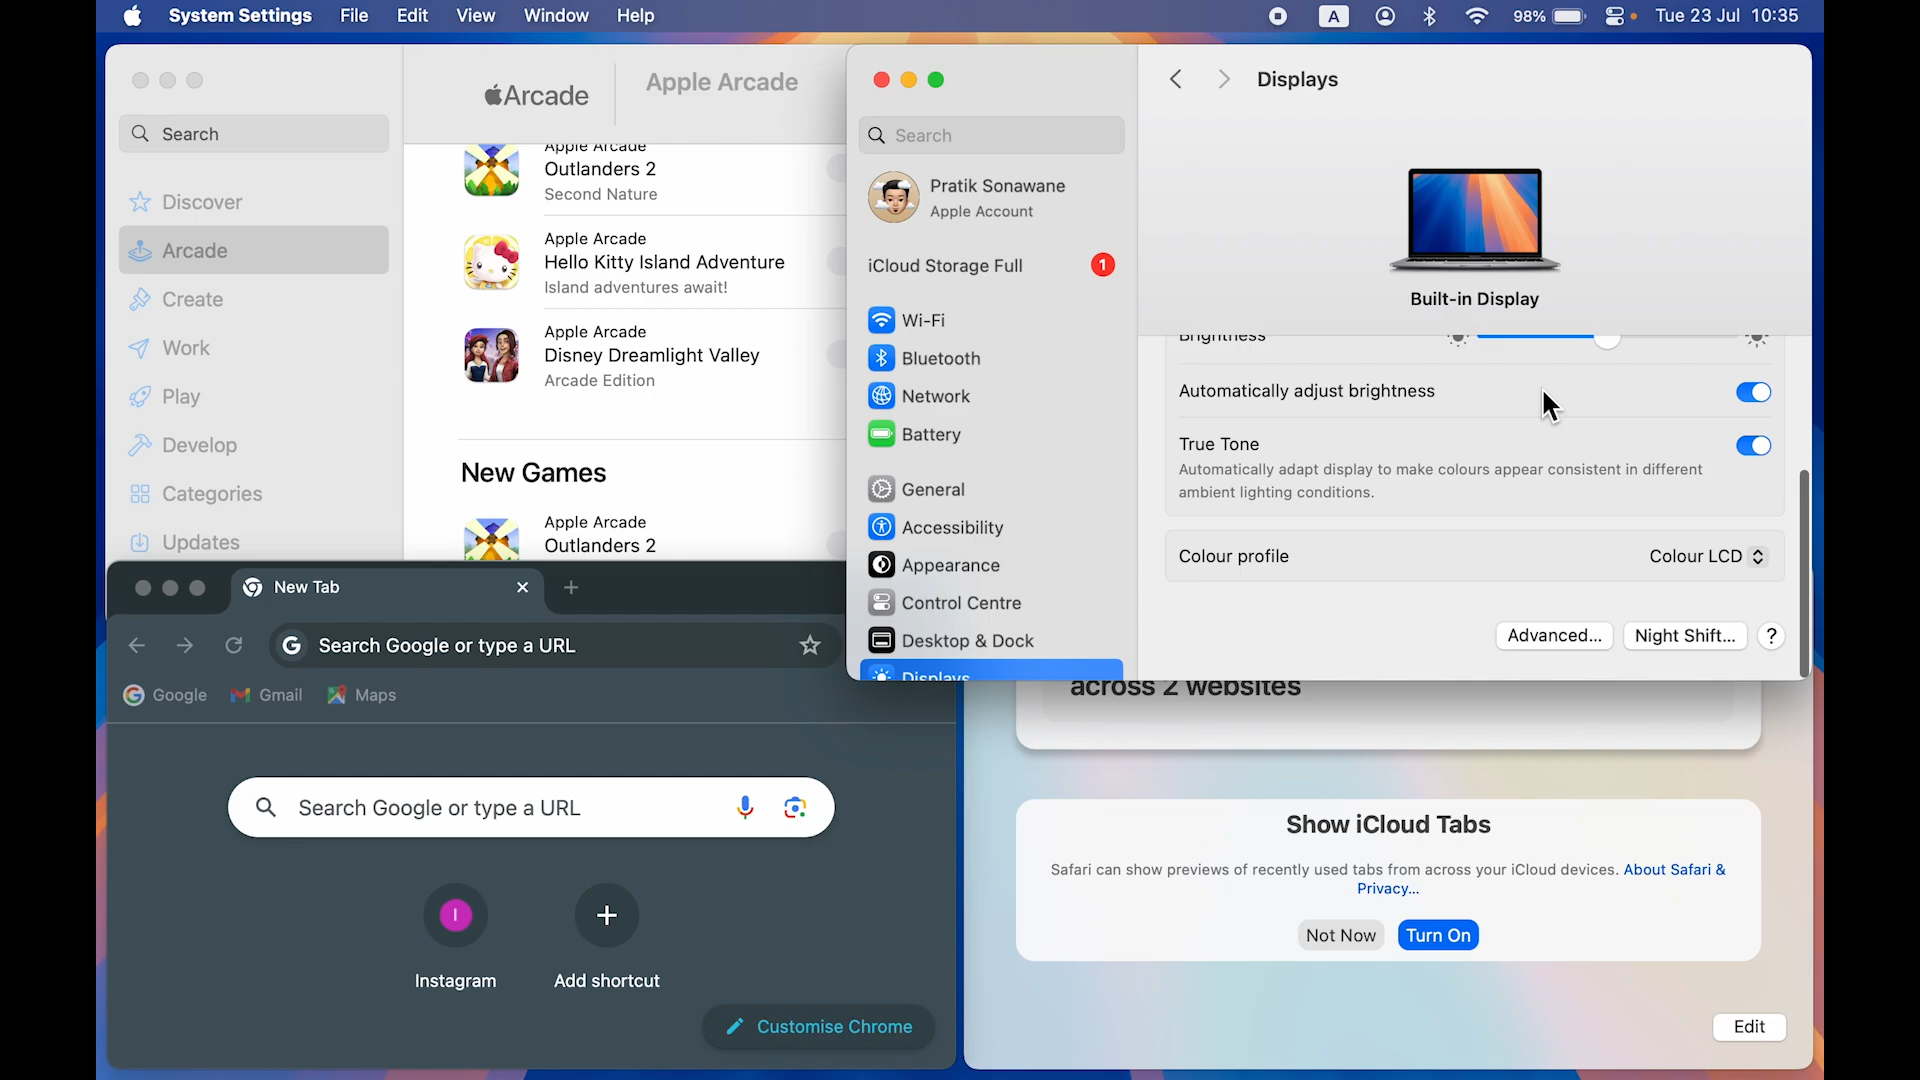 System Settings File Edit View Window Help
A 98% Tue 23 Jul 10:35
Search
Discover
Arcade
Create
Work
Play
Develop
Categories
Updates
Arcade
Apple Arcade
Apple Arcade
Outlanders 2
Second Nature
Apple Arcade
Hello Kitty Island Adventure
Island adventures await!
Apple Arcade
Disney Dreamlight Valley
Arcade Edition
New Games
Apple Arcade
Outlanders 2
Search
Pratik Sonawane
Apple Account
iCloud Storage Full 1
Wi-Fi
Bluetooth
Network
Battery
General
Accessibility
Appearance
Control Centre
Desktop & Dock
Displays
Displays
Built-in Display
Brightness
Automatically adjust brightness
True Tone
Automatically adapt display to make colours appear consistent in different
ambient lighting conditions.
Colour profile Colour LCD
Advanced... Night Shift... ?
New Tab
Search Google or type a URL
Google Gmail Maps
Search Google or type a URL
I
Instagram Add shortcut
Customise Chrome
across 2 websites
Show iCloud Tabs
Safari can show previews of recently used tabs from across your iCloud devices. About Safari &
Privacy...
Not Now Turn On
Edit